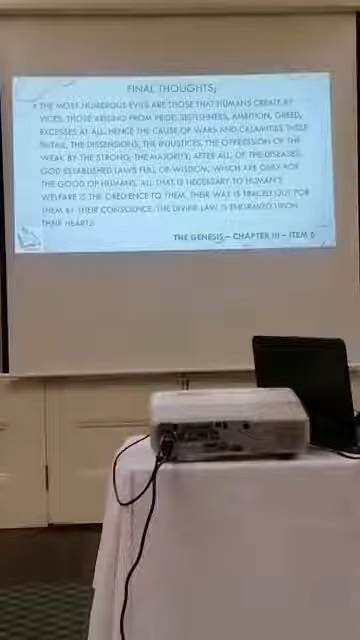 FINAL THOUGHTS;
THE MOST NUMEROUS EVILS ARE THOSE THAT HUMANS CREATE BY
VICES, THOSE ARISING FROM PRIDE, SELFISHNESS, AMBITION, GREED,
EXCESSES AT ALL. HENCE THE CAUSE OF WARS AND CALAMITIES THESE
ENTAIL, THE DISSENSIONS, THE INJUSTICES, THE OPPRESSION OF THE
WEAK BY THE STRONG, THE MAJORITY, AFTER ALL, OF THE DISEASES.
GOD ESTABLISHED LAWS FULL OF WISDOM, WHICH ARE ONLY FOR
THE GOOD OF HUMANS. ALL THAT IS NECESSARY TO HUMAN'S
WELFARE IS THE OBEDIENCE TO THEM. THEIR WAY IS TRACED OUT FOR
THEM BY THEIR CONSCIENCE. THE DIVINE LAW IS ENGRAVED UPON
THEIR HEARTS
THE GENESIS – CHAPTER III – ITEM 6